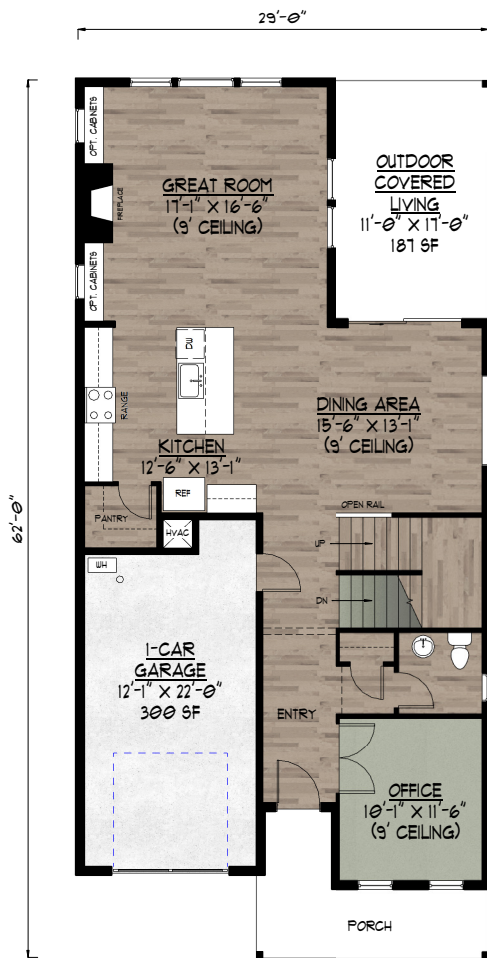 29'-0"
62'-0"
OPT. CABINETS
FIREPLACE
OPT. CABINETS
GREAT ROOM
17'-1" X 16'-6"
(9' CEILING)
OUTDOOR
COVERED
LIVING
11'-0" X 17'-0"
187 SF
DW
RANGE
KITCHEN
12'-6" X 13'-1"
DINING AREA
15'-6" X 13'-1"
(9' CEILING)
REF
PANTRY
HVAC
OPEN RAIL
UP
DN
WH
1-CAR
GARAGE
12'-1" X 22'-0"
300 SF
ENTRY
OFFICE
10'-1" X 11'-6"
(9' CEILING)
PORCH